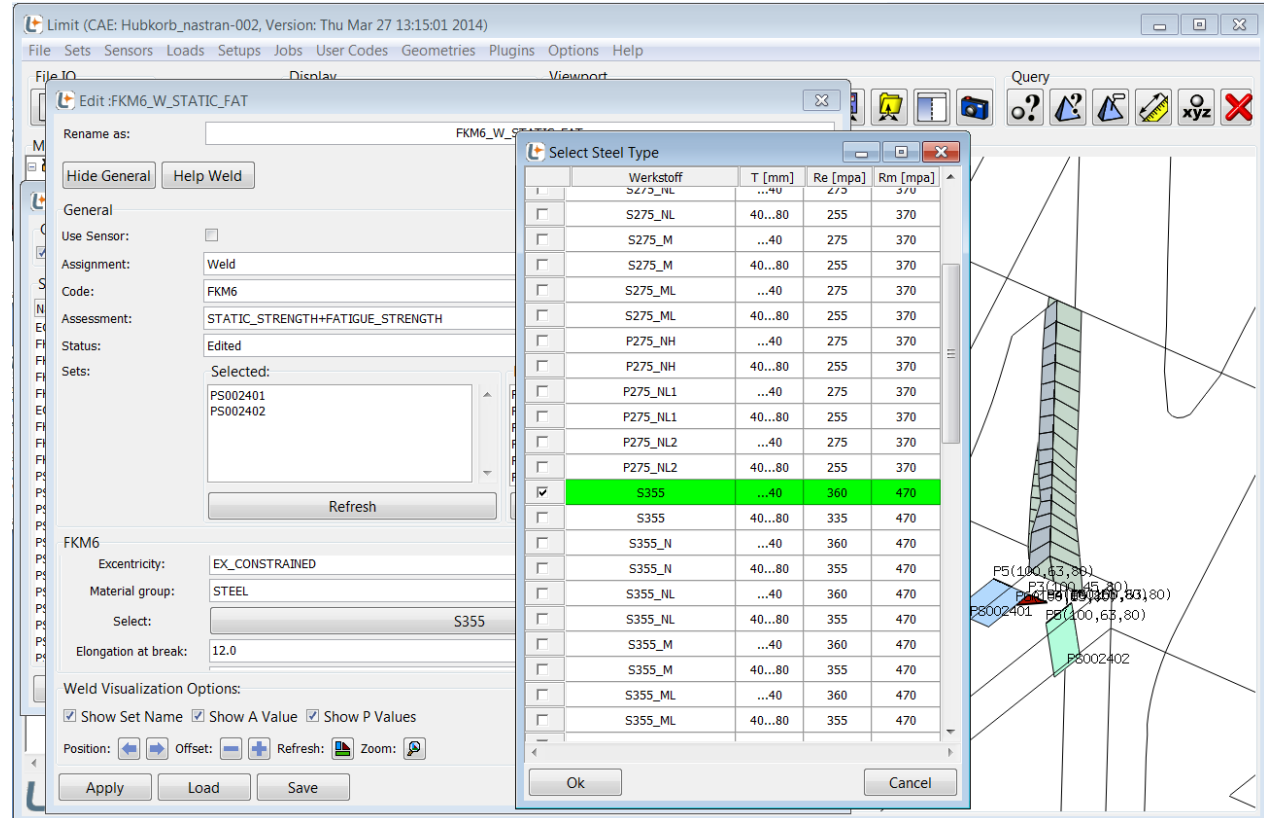 Limit (CAE: Hubkorb_nastran-002, Version: Thu Mar 27 13:15:01 2014)
File Sets Sensors Loads Setups Jobs User Codes Geometries Plugins Options Help
File IO Display Viewport Query
Edit :FKM6_W_STATIC_FAT
Rename as: FKM6_W_STATIC_FAT
Hide General Help Weld
General
Use Sensor:
Assignment: Weld
Code: FKM6
Assessment: STATIC_STRENGTH+FATIGUE_STRENGTH
Status: Edited
Sets: Selected:
PS002401
PS002402
Refresh
FKM6
Excentricity: EX_CONSTRAINED
Material group: STEEL
Select: S355
Elongation at break: 12.0
Weld Visualization Options:
Show Set Name Show A Value Show P Values
Position: Offset: Refresh: Zoom:
Apply Load Save
Select Steel Type
Werkstoff T [mm] Re [mpa] Rm [mpa]
S275_NL ...40 275 370
S275_NL 40...80 255 370
S275_M ...40 275 370
S275_M 40...80 255 370
S275_ML ...40 275 370
S275_ML 40...80 255 370
P275_NH ...40 275 370
P275_NH 40...80 255 370
P275_NL1 ...40 275 370
P275_NL1 40...80 255 370
P275_NL2 ...40 275 370
P275_NL2 40...80 255 370
S355 ...40 360 470
S355 40...80 335 470
S355_N ...40 360 470
S355_N 40...80 355 470
S355_NL ...40 360 470
S355_NL 40...80 355 470
S355_M ...40 360 470
S355_M 40...80 355 470
S355_ML ...40 360 470
S355_ML 40...80 355 470
Ok Cancel
? ? xyz
P5(100,63,80)
P3(100,45,80)
PS002401
P5(100,63,80)
PS002402